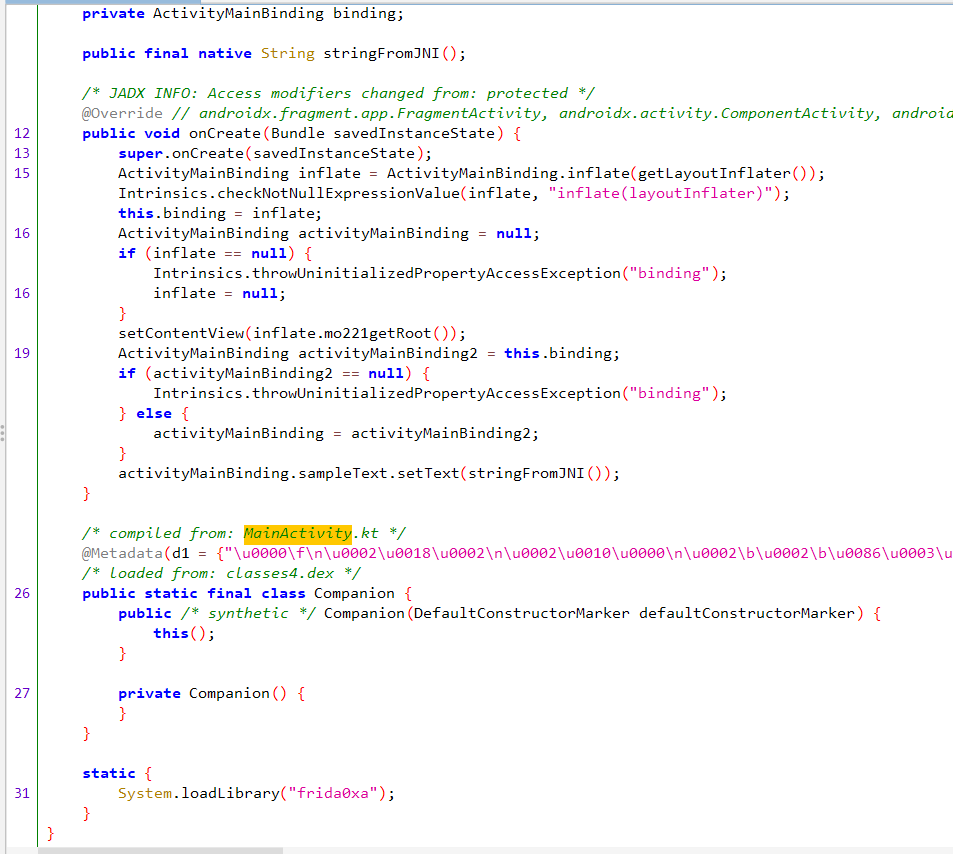 private ActivityMainBinding binding;
public final native String stringFromJNI();
/* JADX INFO: Access modifiers changed from: protected */
@Override // androidx.fragment.app.FragmentActivity, androidx.activity.ComponentActivity, android
12 public void onCreate(Bundle savedInstanceState) {
13 super.onCreate(savedInstanceState);
15 ActivityMainBinding inflate = ActivityMainBinding.inflate(getLayoutInflater());
Intrinsics.checkNotNullExpressionValue(inflate, "inflate(layoutInflater)");
this.binding = inflate;
16 ActivityMainBinding activityMainBinding = null;
if (inflate == null) {
Intrinsics.throwUninitializedPropertyAccessException("binding");
16 inflate = null;
}
setContentView(inflate.mo221getRoot());
19 ActivityMainBinding activityMainBinding2 = this.binding;
if (activityMainBinding2 == null) {
Intrinsics.throwUninitializedPropertyAccessException("binding");
} else {
activityMainBinding = activityMainBinding2;
}
activityMainBinding.sampleText.setText(stringFromJNI());
}
/* compiled from: MainActivity.kt */
@Metadata(d1 = {"\u0000\f\n\u0002\u0018\u0002\n\u0002\u0010\u0000\n\u0002\b\u0002\b\u0086\u0003\u
/* loaded from: classes4.dex */
26 public static final class Companion {
public /* synthetic */ Companion(DefaultConstructorMarker defaultConstructorMarker) {
this();
}
27 private Companion() {
}
}
static {
31 System.loadLibrary("frida0xa");
}
}